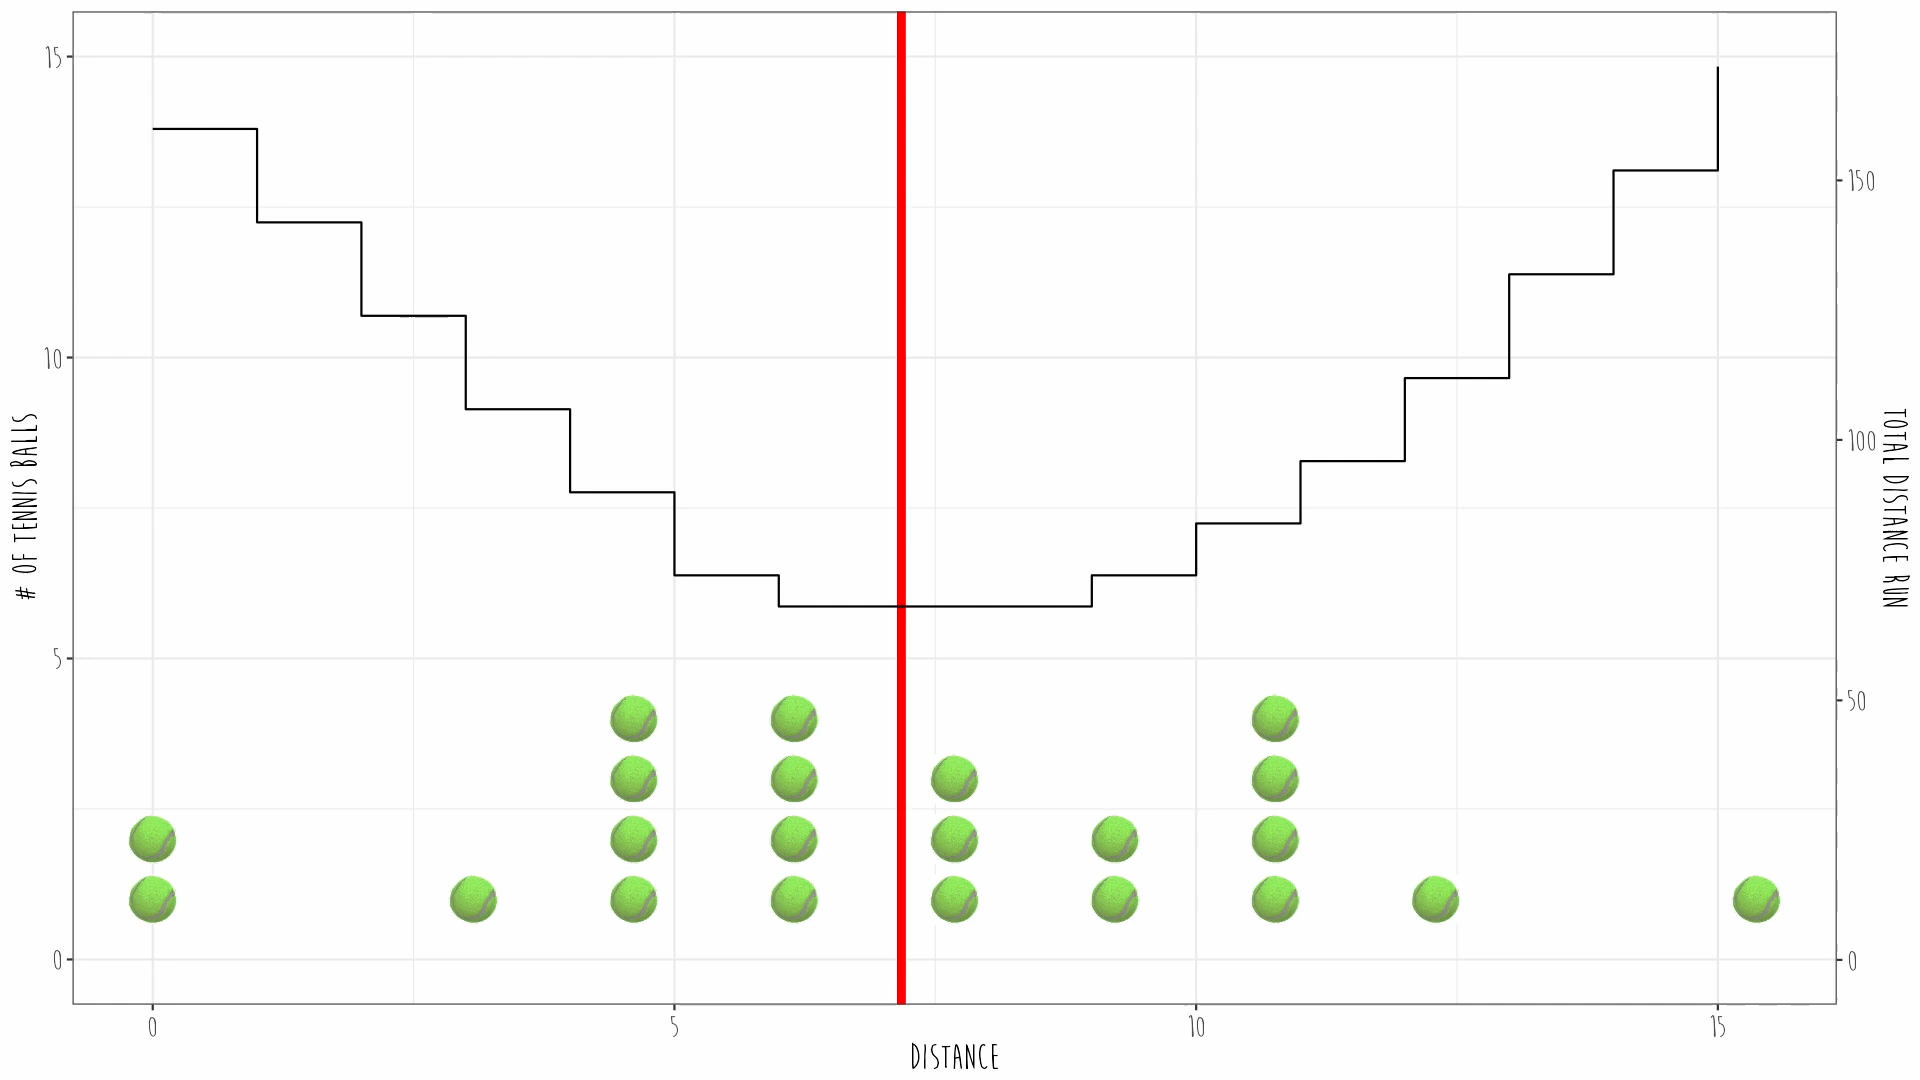 15
10
5
0
# OF TENNIS BALLS
150
100
50
0
TOTAL DISTANCE RUN
0 5 10 15
DISTANCE